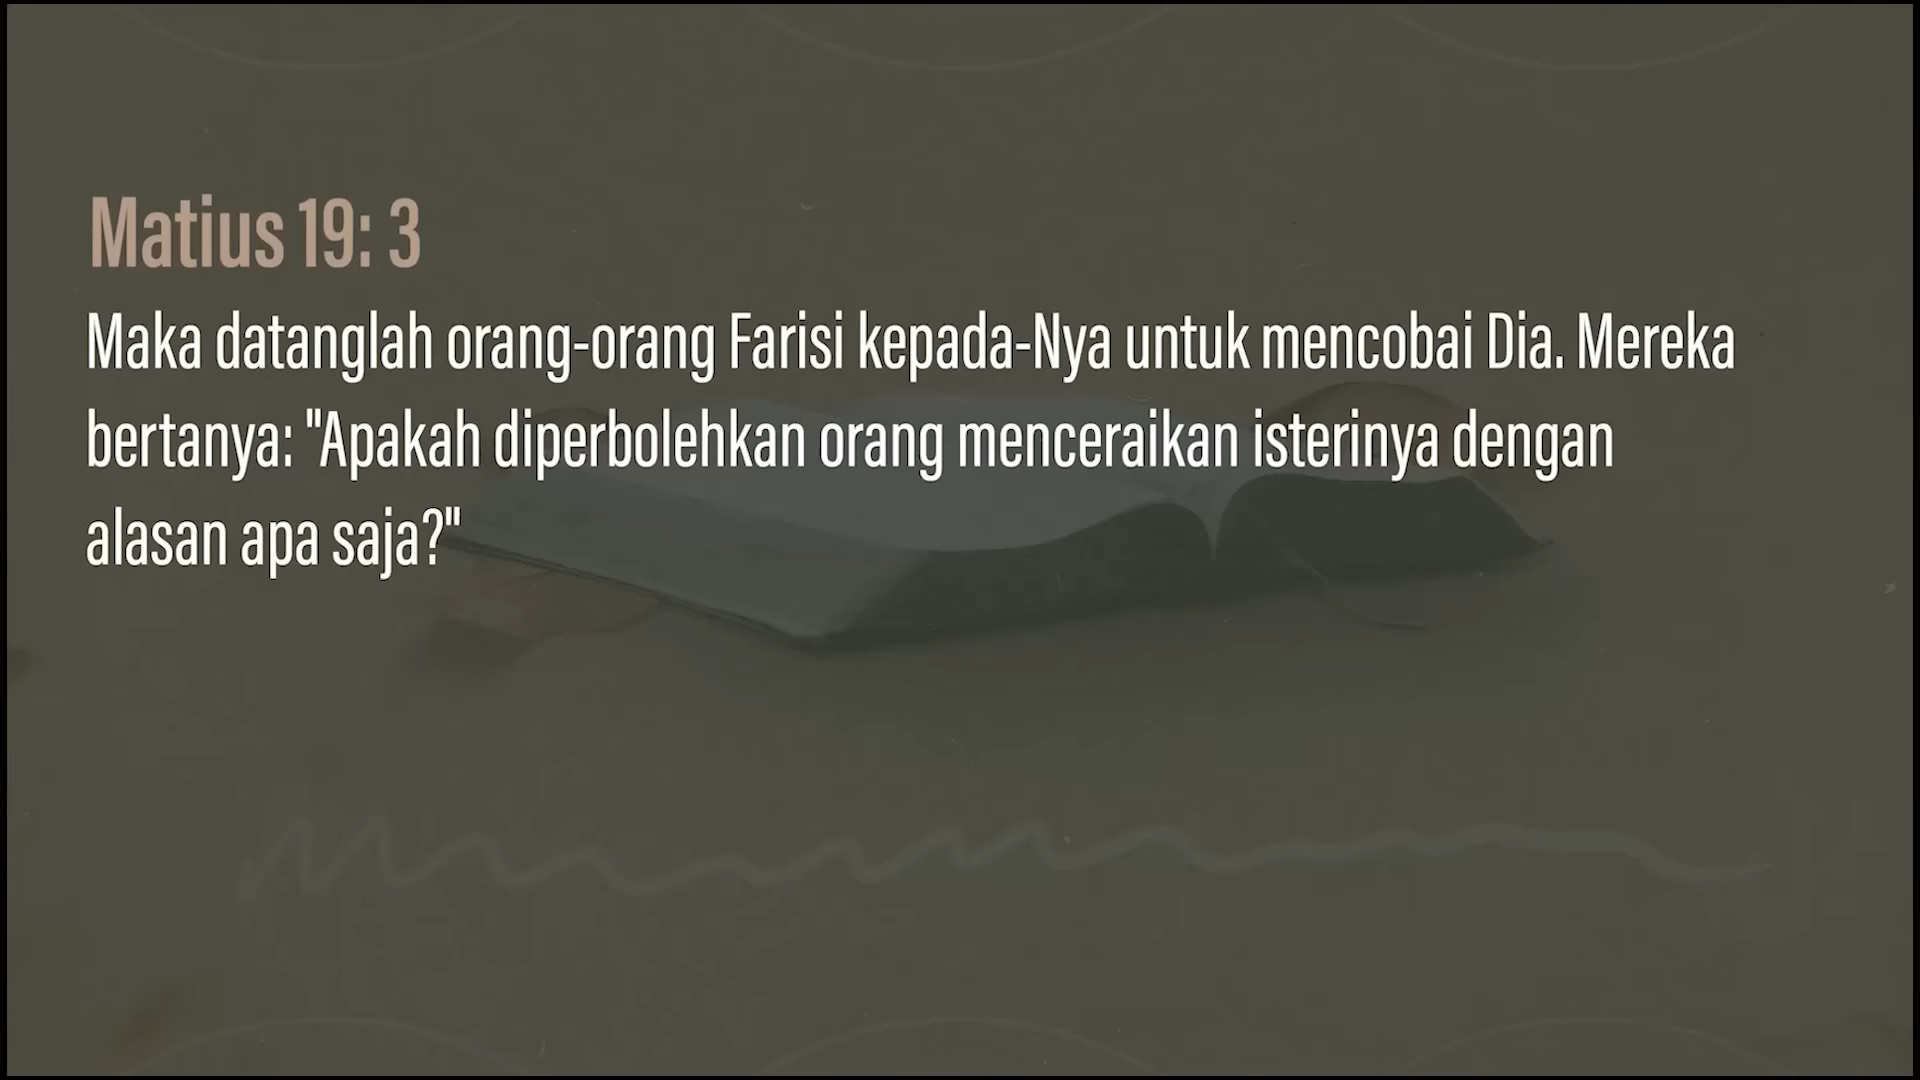 Matius 19: 3
Maka datanglah orang-orang Farisi kepada-Nya untuk mencobai Dia. Mereka
bertanya: "Apakah diperbolehkan orang menceraikan isterinya dengan
alasan apa saja?"